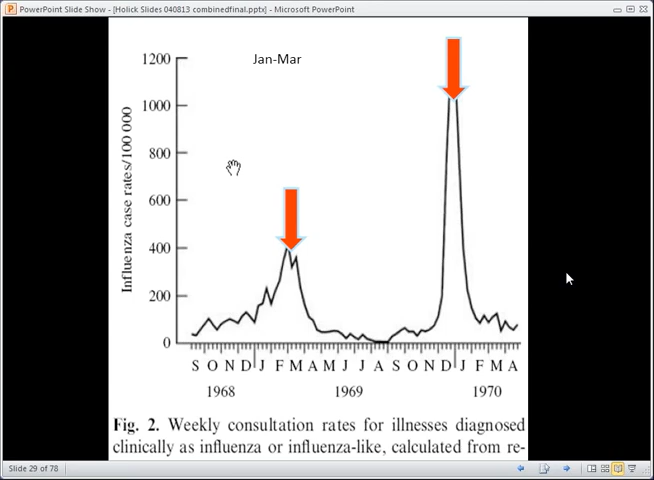 PowerPoint Slide Show - [Holick Slides 040813 combinedfinal.pptx] - Microsoft PowerPoint
Jan-Mar
Influenza case rates/100 000
1200
1000
800
600
400
200
0
S O N D J F M A M J J A S O N D J F M A
1968 1969 1970
Fig. 2. Weekly consultation rates for illnesses diagnosed
clinically as influenza or influenza-like, calculated from re-
Slide 29 of 78